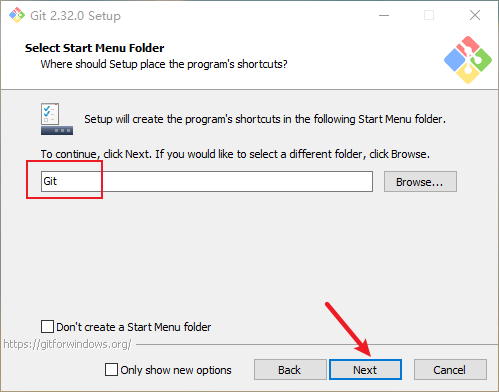 Git 2.32.0 Setup
Select Start Menu Folder
Where should Setup place the program's shortcuts?
Setup will create the program's shortcuts in the following Start Menu folder.
To continue, click Next. If you would like to select a different folder, click Browse.
Git
Browse...
Don't create a Start Menu folder
https://gitforwindows.org/
Only show new options
Back
Next
Cancel